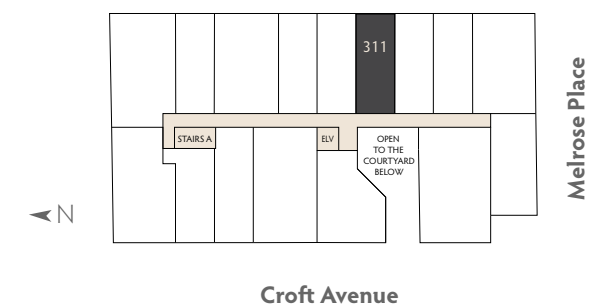 311
STAIRS A
ELV
OPEN
TO THE
COURTYARD
BELOW
Melrose Place
N
Croft Avenue